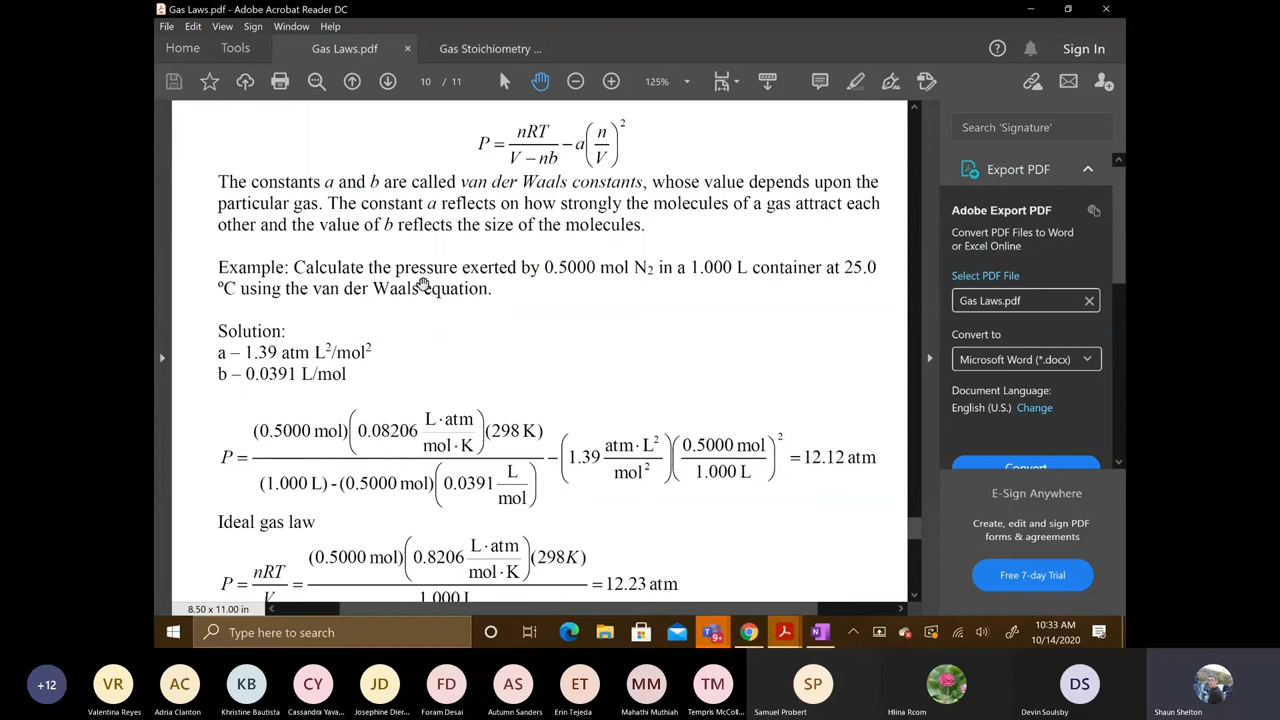 Gas Laws.pdf - Adobe Acrobat Reader DC
File Edit View Sign Window Help
Home Tools Gas Laws.pdf × Gas Stoichiometry ... Sign In
10 / 11 125%
P = nRT / (V − nb) − a(n/V)²
The constants a and b are called van der Waals constants, whose value depends upon the
particular gas. The constant a reflects on how strongly the molecules of a gas attract each
other and the value of b reflects the size of the molecules.
Example: Calculate the pressure exerted by 0.5000 mol N₂ in a 1.000 L container at 25.0
ºC using the van der Waals equation.
Solution:
a – 1.39 atm L²/mol²
b – 0.0391 L/mol
P = (0.5000 mol)(0.08206 L·atm / mol·K)(298 K) / (1.000 L) - (0.5000 mol)(0.0391 L / mol) − (1.39 atm·L² / mol²)(0.5000 mol / 1.000 L)² = 12.12 atm
Ideal gas law
P = nRT / V = (0.5000 mol)(0.8206 L·atm / mol·K)(298K) / 1.000 L = 12.23 atm
8.50 x 11.00 in
Search 'Signature'
Export PDF
Adobe Export PDF
Convert PDF Files to Word
or Excel Online
Select PDF File
Gas Laws.pdf ×
Convert to
Microsoft Word (*.docx)
Document Language:
English (U.S.) Change
Convert
E-Sign Anywhere
Create, edit and sign PDF
forms & agreements
Free 7-day Trial
Type here to search
9+
10:33 AM
10/14/2020
+12 VR AC KB CY JD FD AS ET MM TM SP DS
Valentina Reyes Adria Clanton Khristine Bautista Cassandra Yava... Josephine Dier... Foram Desai Autumn Sanders Erin Tejeda Mahathi Muthiah Tempris McColl... Samuel Probert Hlina Rcom Devin Soulsby Shaun Shelton